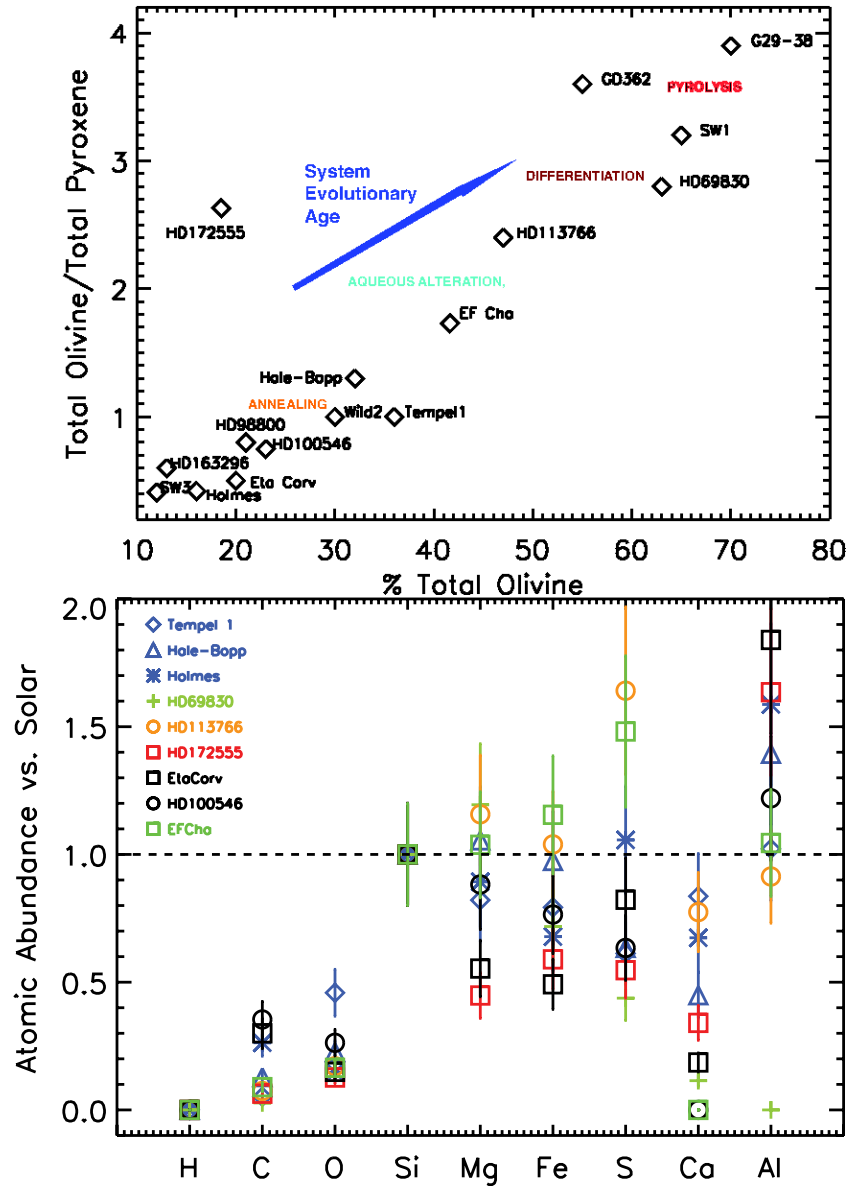 4
G29-38
GD362
PYROLYSIS
SW1
3
System
Evolutionary
Age
DIFFERENTIATION
HD69830
HD172555
HD113766
2
AQUEOUS ALTERATION,
EF Cha
Hale-Bopp
ANNEALING
Wild2
Tempel1
1
HD98800
HD100546
HD163296
Eta Corv
SW3
Holmes
Total Olivine/Total Pyroxene
10 20 30 40 50 60 70 80
% Total Olivine
2.0
Tempel 1
Hale-Bopp
Holmes
HD69830
1.5
HD113766
HD172555
EtaCorv
HD100546
EFCha
1.0
0.5
0.0
Atomic Abundance vs. Solar
H C O Si Mg Fe S Ca Al